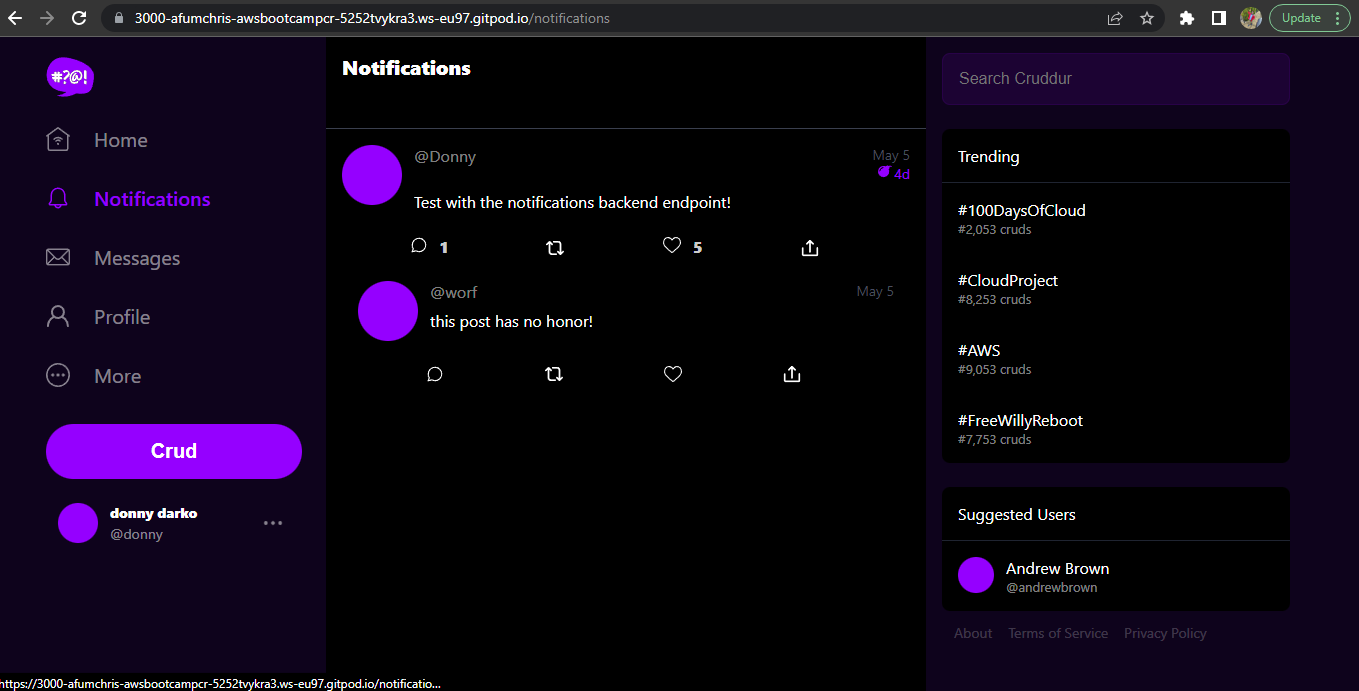 3000-afumchris-awsbootcampcr-5252tvykra3.ws-eu97.gitpod.io/notifications
Update
#?@!
Home
Notifications
Messages
Profile
More
Crud
donny darko
@donny
Notifications
@Donny
May 5
4d
Test with the notifications backend endpoint!
1
5
@worf
May 5
this post has no honor!
Search Cruddur
Trending
#100DaysOfCloud
#2,053 cruds
#CloudProject
#8,253 cruds
#AWS
#9,053 cruds
#FreeWillyReboot
#7,753 cruds
Suggested Users
Andrew Brown
@andrewbrown
About Terms of Service Privacy Policy
https://3000-afumchris-awsbootcampcr-5252tvykra3.ws-eu97.gitpod.io/notificatio...